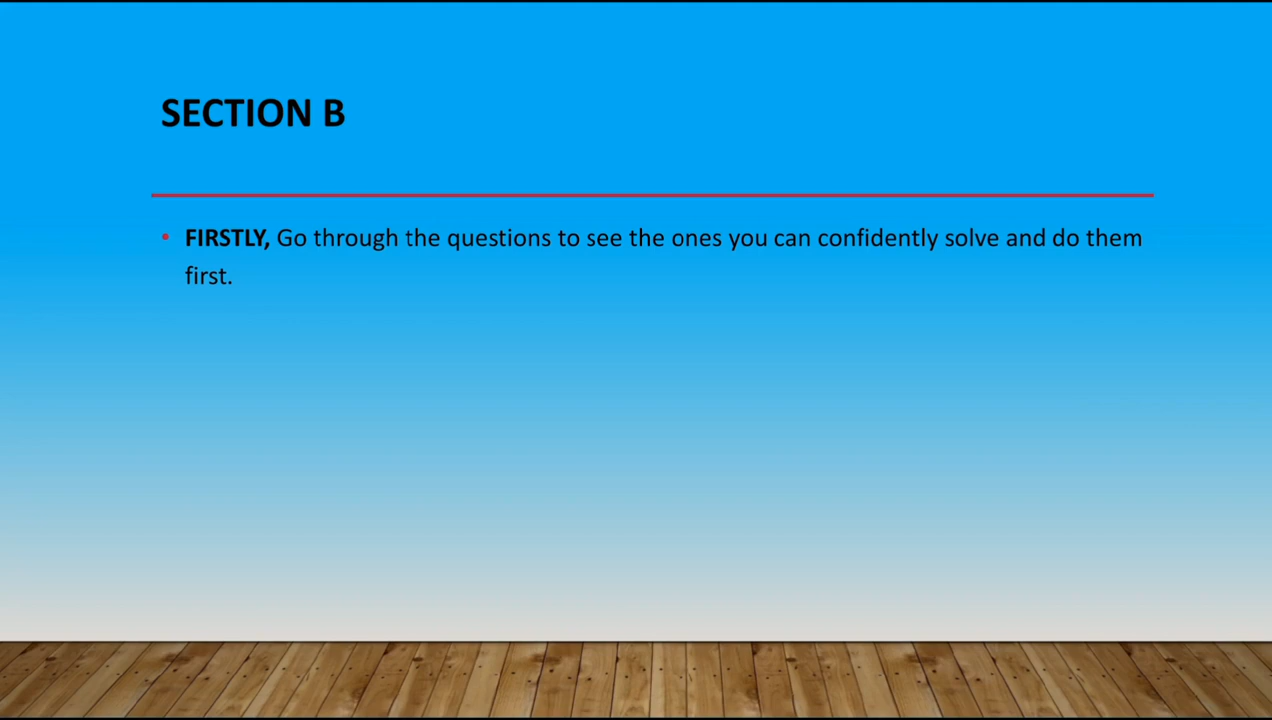 SECTION B
• FIRSTLY, Go through the questions to see the ones you can confidently solve and do them
first.